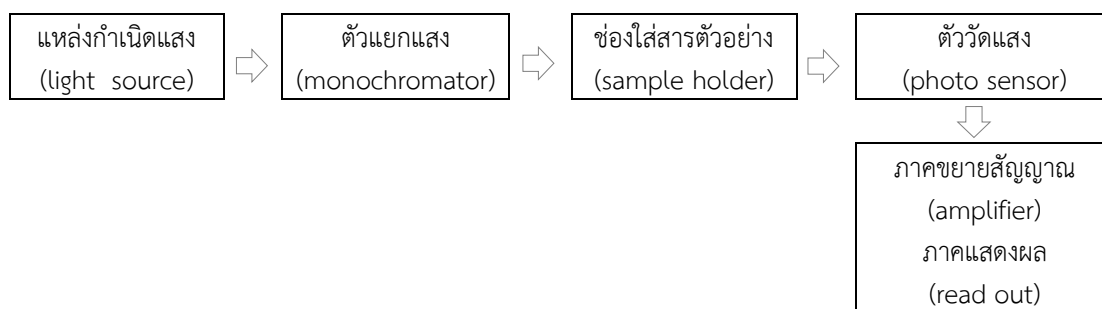 แหล่งกำเนิดแสง
(light source)
ตัวแยกแสง
(monochromator)
ช่องใส่สารตัวอย่าง
(sample holder)
ตัววัดแสง
(photo sensor)
ภาคขยายสัญญาณ
(amplifier)
ภาคแสดงผล
(read out)